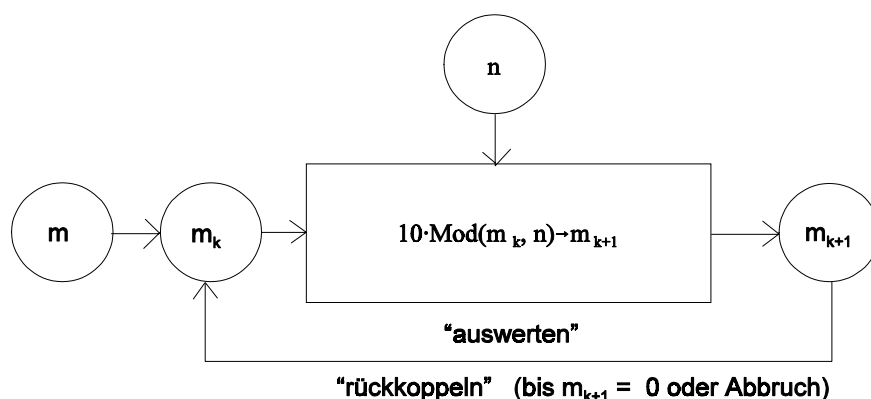 n
m
mₖ
10·Mod(mₖ, n)→mₖ₊₁
mₖ₊₁
“auswerten”
“rückkoppeln” (bis mₖ₊₁ = 0 oder Abbruch)